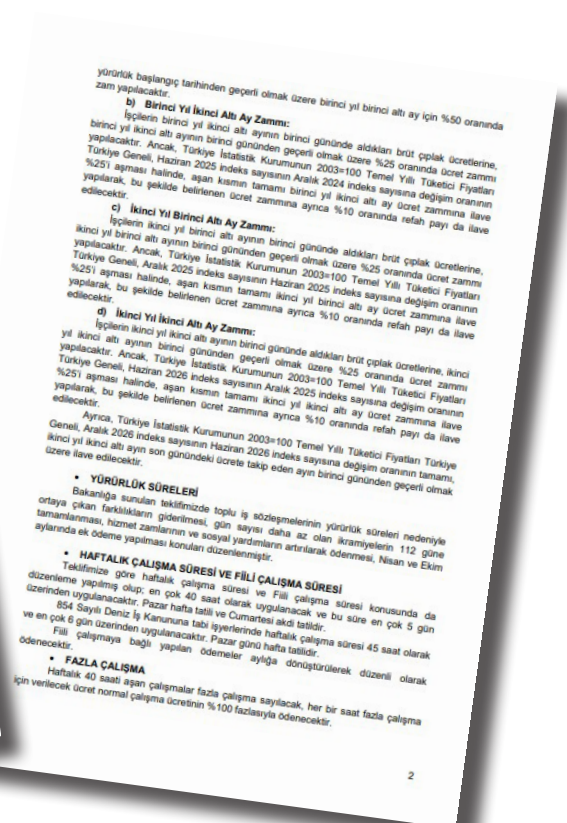 yürürlük başlangıç tarihinden geçerli olmak üzere birinci yıl birinci altı ay için %50 oranında
zam yapılacaktır.
b) Birinci Yıl İkinci Altı Ay Zammı:
İşçilerin birinci yıl ikinci altı ayının birinci gününde aldıkları brüt çıplak ücretlerine,
birinci yıl ikinci altı ayının birinci gününden geçerli olmak üzere %25 oranında ücret zammı
yapılacaktır. Ancak, Türkiye İstatistik Kurumunun 2003=100 Temel Yıllı Tüketici Fiyatları
Türkiye Geneli, Haziran 2025 indeks sayısının Aralık 2024 indeks sayısına değişim oranının
%25'i aşması halinde, aşan kısmın tamamı birinci yıl ikinci altı ay ücret zammına ilave
yapılarak, bu şekilde belirlenen ücret zammına ayrıca %10 oranında refah payı da ilave
edilecektir.
c) İkinci Yıl Birinci Altı Ay Zammı:
İşçilerin ikinci yıl birinci altı ayının birinci gününde aldıkları brüt çıplak ücretlerine,
ikinci yıl birinci altı ayının birinci gününden geçerli olmak üzere %25 oranında ücret zammı
yapılacaktır. Ancak, Türkiye İstatistik Kurumunun 2003=100 Temel Yıllı Tüketici Fiyatları
Türkiye Geneli, Aralık 2025 indeks sayısının Haziran 2025 indeks sayısına değişim oranının
%25'i aşması halinde, aşan kısmın tamamı ikinci yıl birinci altı ay ücret zammına ilave
yapılarak, bu şekilde belirlenen ücret zammına ayrıca %10 oranında refah payı da ilave
edilecektir.
d) İkinci Yıl İkinci Altı Ay Zammı:
İşçilerin ikinci yıl ikinci altı ayının birinci gününde aldıkları brüt çıplak ücretlerine, ikinci
yıl ikinci altı ayının birinci gününden geçerli olmak üzere %25 oranında ücret zammı
yapılacaktır. Ancak, Türkiye İstatistik Kurumunun 2003=100 Temel Yıllı Tüketici Fiyatları
Türkiye Geneli, Haziran 2026 indeks sayısının Aralık 2025 indeks sayısına değişim oranının
%25'i aşması halinde, aşan kısmın tamamı ikinci yıl ikinci altı ay ücret zammına ilave
yapılarak, bu şekilde belirlenen ücret zammına ayrıca %10 oranında refah payı da ilave
edilecektir.
Ayrıca, Türkiye İstatistik Kurumunun 2003=100 Temel Yıllı Tüketici Fiyatları Türkiye
Geneli, Aralık 2026 indeks sayısının Haziran 2026 indeks sayısına değişim oranının tamamı,
ikinci yıl ikinci altı ayın son günündeki ücrete takip eden ayın birinci gününden geçerli olmak
üzere ilave edilecektir.
• YÜRÜRLÜK SÜRELERİ
Bakanlığa sunulan teklifimizde toplu iş sözleşmelerinin yürürlük süreleri nedeniyle
ortaya çıkan farklılıkların giderilmesi, gün sayısı daha az olan ikramiyelerin 112 güne
tamamlanması, hizmet zamlarının ve sosyal yardımların artırılarak ödenmesi, Nisan ve Ekim
aylarında ek ödeme yapılması konuları düzenlenmiştir.
• HAFTALIK ÇALIŞMA SÜRESİ VE FİİLİ ÇALIŞMA SÜRESİ
Teklifimize göre haftalık çalışma süresi ve Fiili çalışma süresi konusunda da
düzenleme yapılmış olup; en çok 40 saat olarak uygulanacak ve bu süre en çok 5 gün
üzerinden uygulanacaktır. Pazar hafta tatili ve Cumartesi akdi tatildir.
854 Sayılı Deniz İş Kanununa tabi işyerlerinde haftalık çalışma süresi 45 saat olarak
ve en çok 6 gün üzerinden uygulanacaktır. Pazar günü hafta tatilidir.
Fiili çalışmaya bağlı yapılan ödemeler aylığa dönüştürülerek düzenli olarak
ödenecektir.
• FAZLA ÇALIŞMA
Haftalık 40 saati aşan çalışmalar fazla çalışma sayılacak, her bir saat fazla çalışma
için verilecek ücret normal çalışma ücretinin %100 fazlasıyla ödenecektir.
2